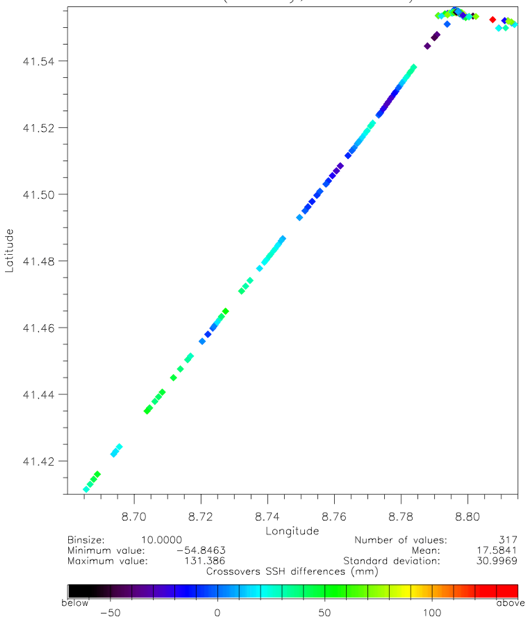 41.54
41.52
41.50
41.48
41.46
41.44
41.42
Latitude
8.70 8.72 8.74 8.76 8.78 8.80
Longitude
Binsize: 10.0000 Number of values: 317
Minimum value: −54.8463 Mean: 17.5841
Maximum value: 131.386 Standard deviation: 30.9969
Crossovers SSH differences (mm)
below above
−50 0 50 100